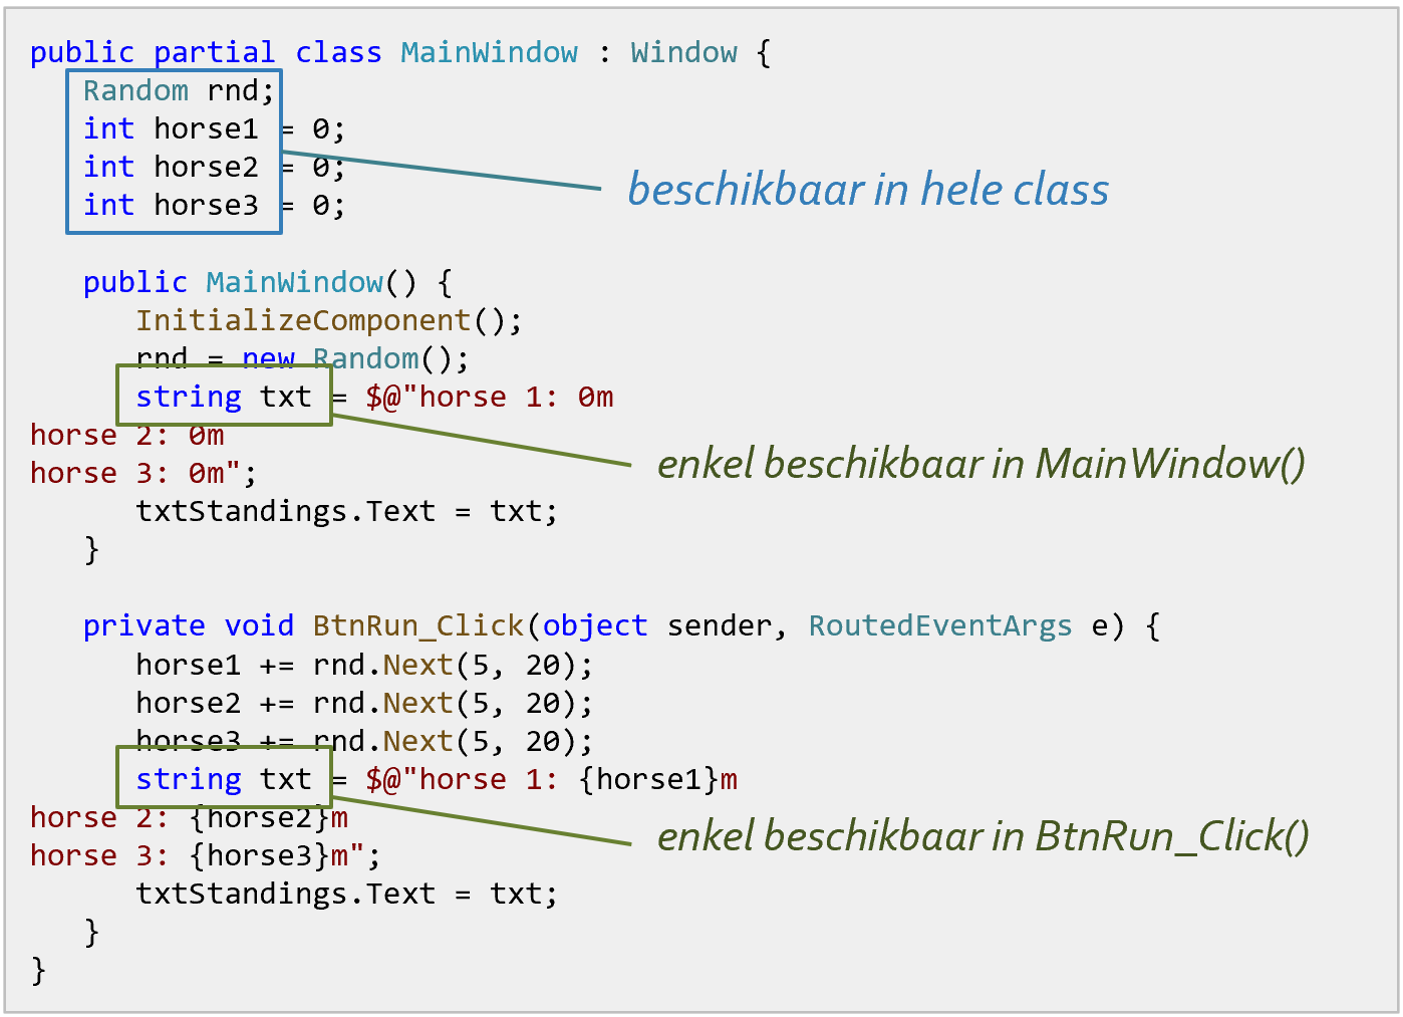 public partial class MainWindow : Window {
Random rnd;
int horse1 = 0;
int horse2 = 0;
int horse3 = 0;
beschikbaar in hele class
public MainWindow() {
InitializeComponent();
rnd = new Random();
string txt = $@"horse 1: 0m
horse 2: 0m
horse 3: 0m";
enkel beschikbaar in MainWindow()
txtStandings.Text = txt;
}
private void BtnRun_Click(object sender, RoutedEventArgs e) {
horse1 += rnd.Next(5, 20);
horse2 += rnd.Next(5, 20);
horse3 += rnd.Next(5, 20);
string txt = $@"horse 1: {horse1}m
horse 2: {horse2}m
horse 3: {horse3}m";
enkel beschikbaar in BtnRun_Click()
txtStandings.Text = txt;
}
}